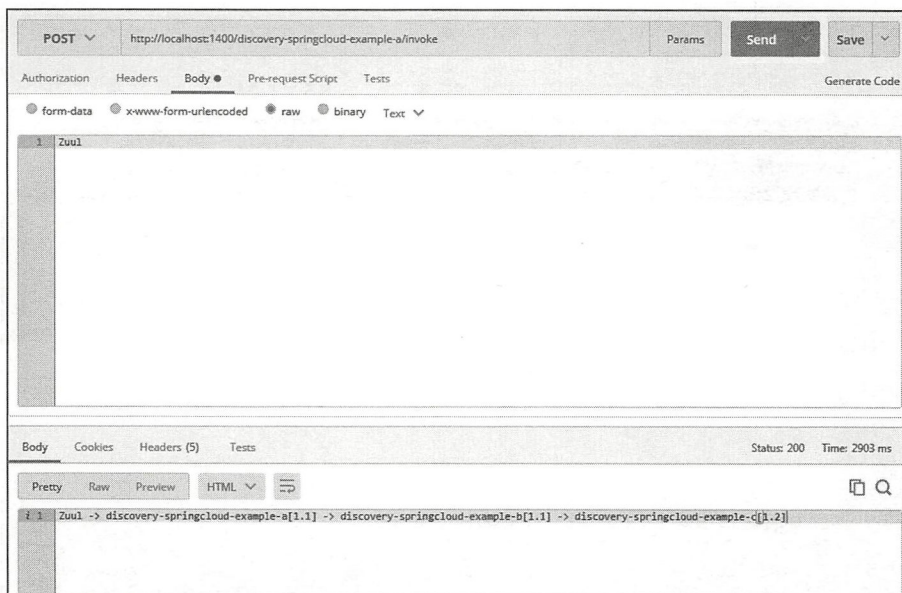 POST http://localhost:1400/discovery-springcloud-example-a/invoke Params Send Save
Authorization Headers Body Pre-request Script Tests Generate Code
form-data x-www-form-urlencoded raw binary Text
1 Zuul
Body Cookies Headers (5) Tests Status: 200 Time: 2903 ms
Pretty Raw Preview HTML
i 1 Zuul -> discovery-springcloud-example-a[1.1] -> discovery-springcloud-example-b[1.1] -> discovery-springcloud-example-c[1.2]